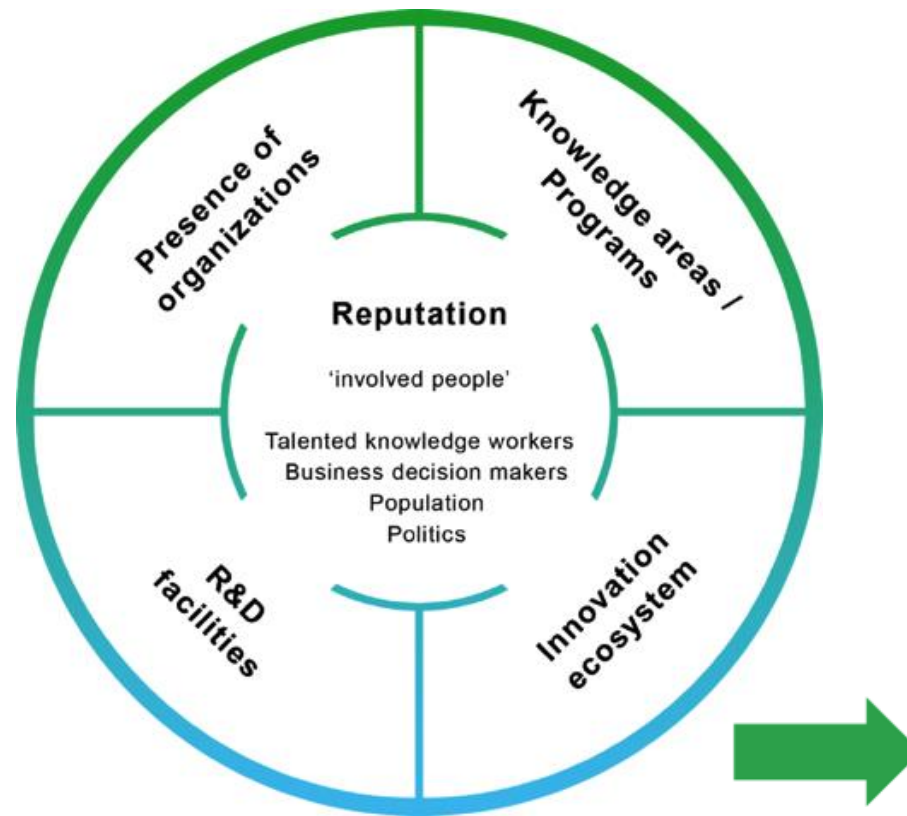 Presence of
organizations
Knowledge areas /
Programs
Reputation
‘involved people’
Talented knowledge workers
Business decision makers
Population
Politics
R&D
facilities
Innovation
ecosystem